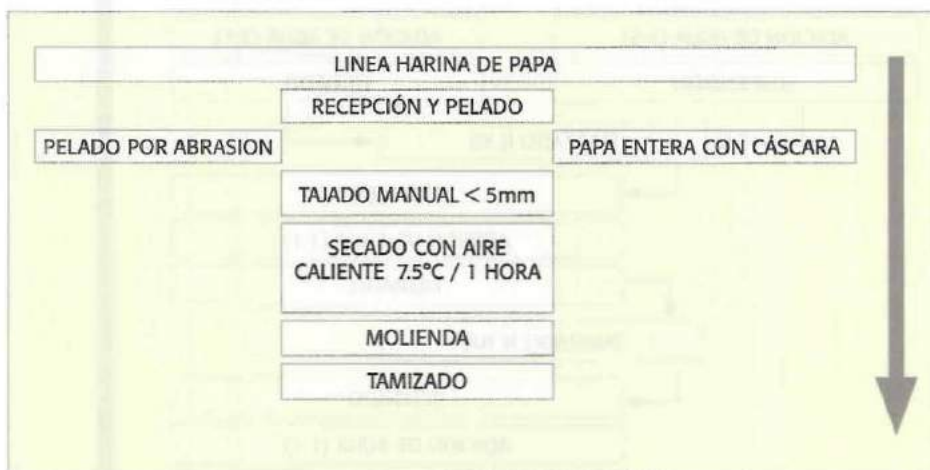 LINEA HARINA DE PAPA
RECEPCIÓN Y PELADO
PELADO POR ABRASION
PAPA ENTERA CON CÁSCARA
TAJADO MANUAL < 5mm
SECADO CON AIRE
CALIENTE 7.5°C / 1 HORA
MOLIENDA
TAMIZADO